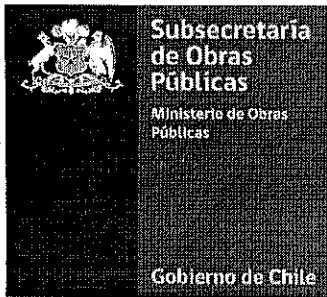 Subsecretaría
de Obras
Públicas
Ministerio de Obras
Públicas
Gobierno de Chile